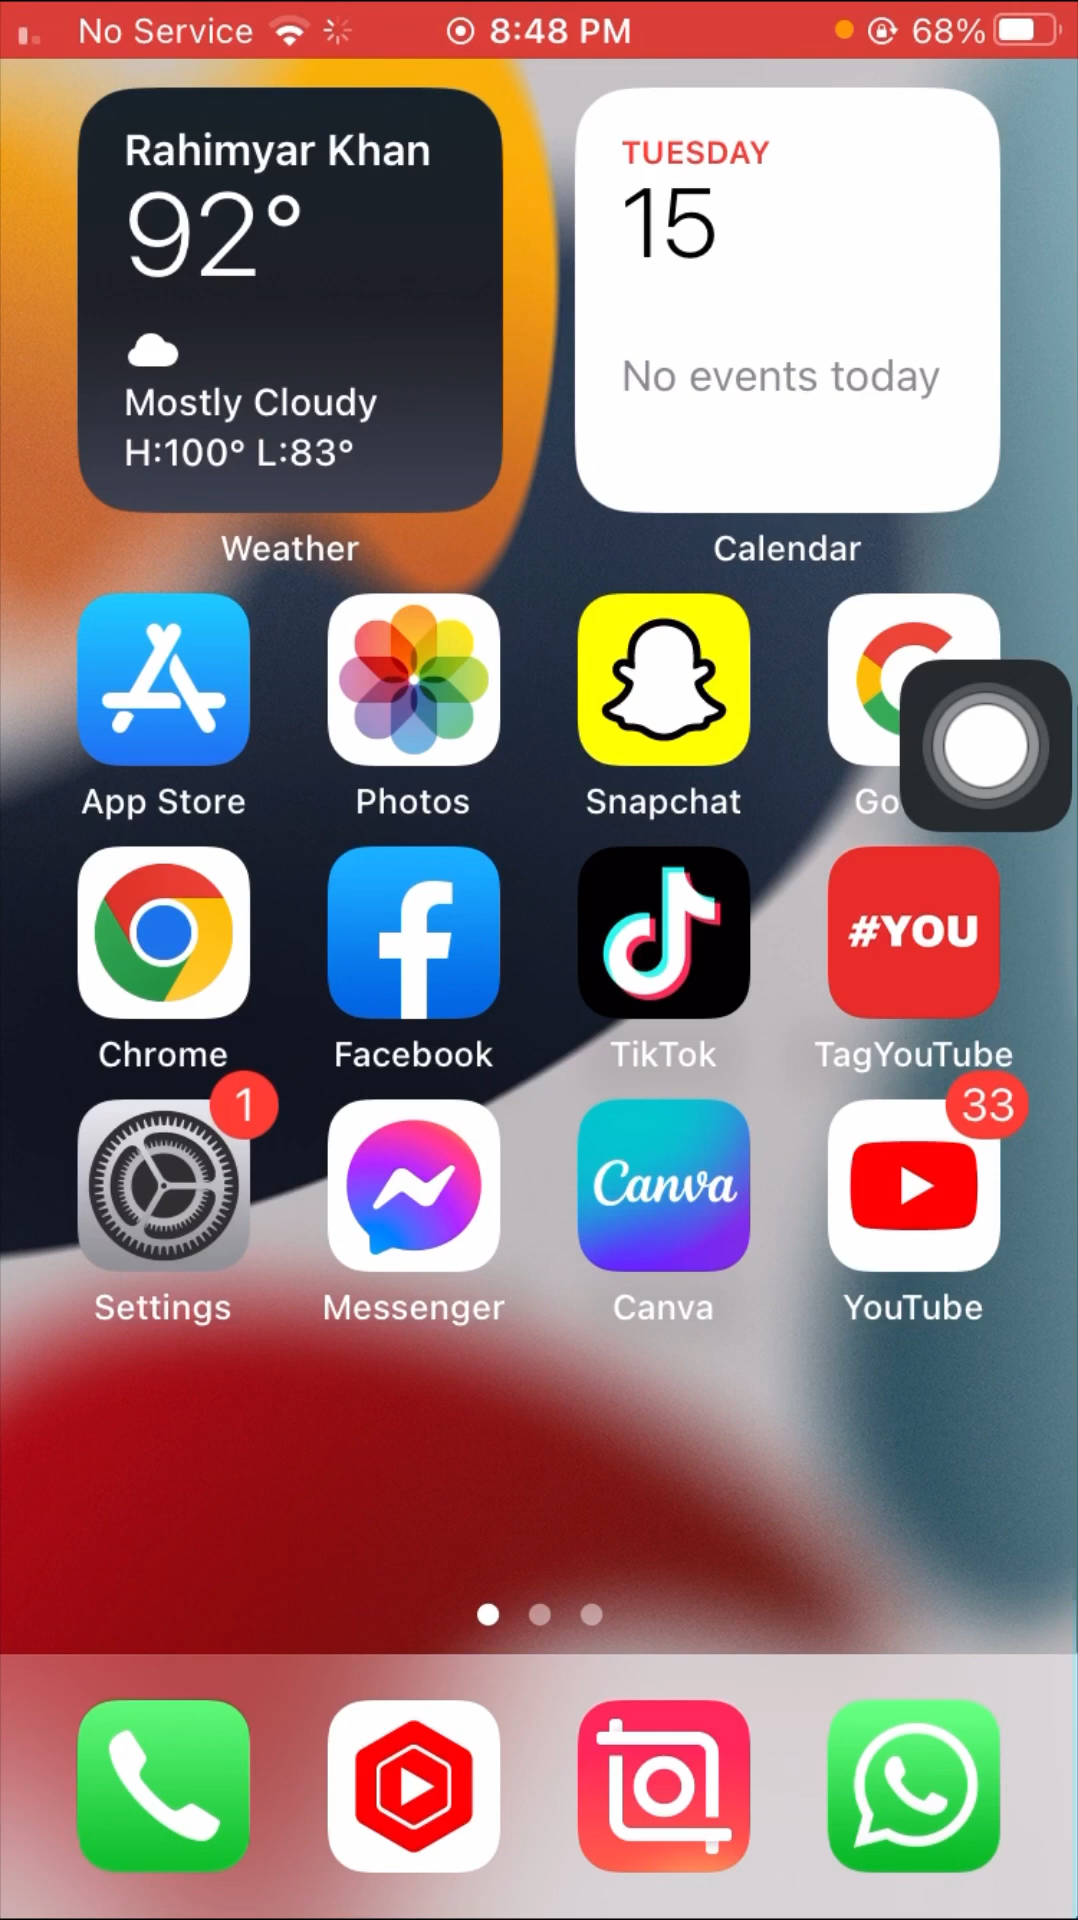 No Service 8:48 PM 68%
Rahimyar Khan
92°
Mostly Cloudy
H:100° L:83°
Weather
TUESDAY
15
No events today
Calendar
App Store Photos Snapchat Go
#YOU
Chrome Facebook TikTok TagYouTube
1 33
Canva
Settings Messenger Canva YouTube